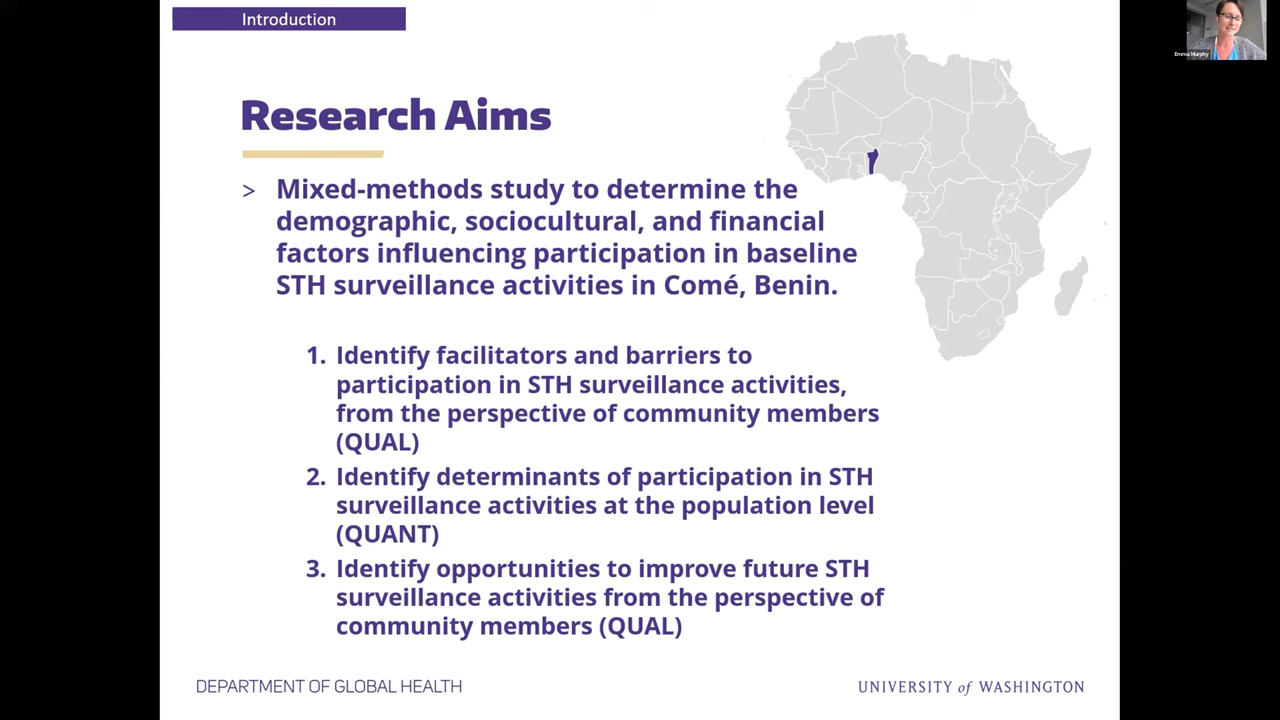 Introduction
Emma Murphy
Research Aims
> Mixed-methods study to determine the
demographic, sociocultural, and financial
factors influencing participation in baseline
STH surveillance activities in Comé, Benin.
1. Identify facilitators and barriers to
participation in STH surveillance activities,
from the perspective of community members
(QUAL)
2. Identify determinants of participation in STH
surveillance activities at the population level
(QUANT)
3. Identify opportunities to improve future STH
surveillance activities from the perspective of
community members (QUAL)
DEPARTMENT OF GLOBAL HEALTH
UNIVERSITY of WASHINGTON